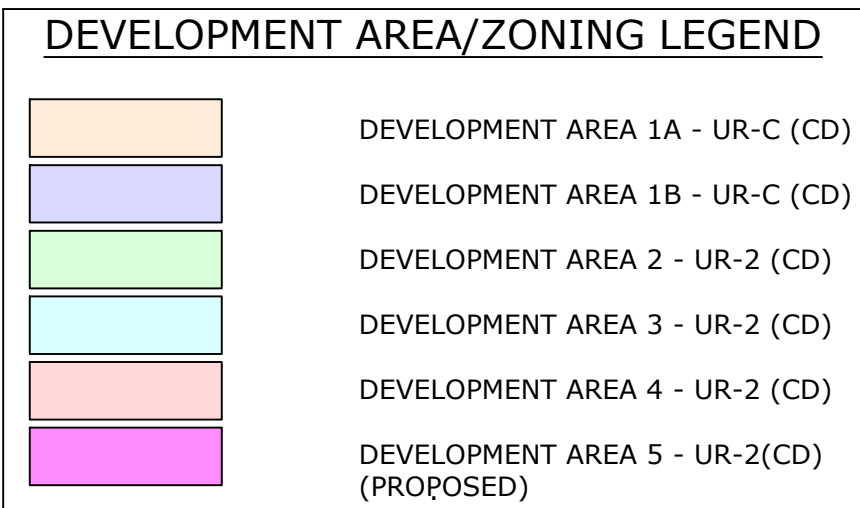 DEVELOPMENT AREA/ZONING LEGEND
DEVELOPMENT AREA 1A - UR-C (CD)
DEVELOPMENT AREA 1B - UR-C (CD)
DEVELOPMENT AREA 2 - UR-2 (CD)
DEVELOPMENT AREA 3 - UR-2 (CD)
DEVELOPMENT AREA 4 - UR-2 (CD)
DEVELOPMENT AREA 5 - UR-2(CD)
(PROPOSED)